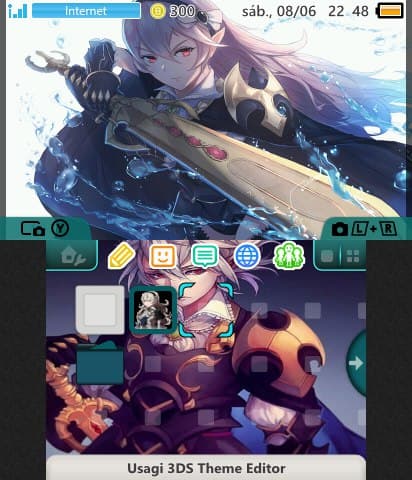 Internet
300
sáb., 08/06
22 48
Y
L+R
Usagi 3DS Theme Editor